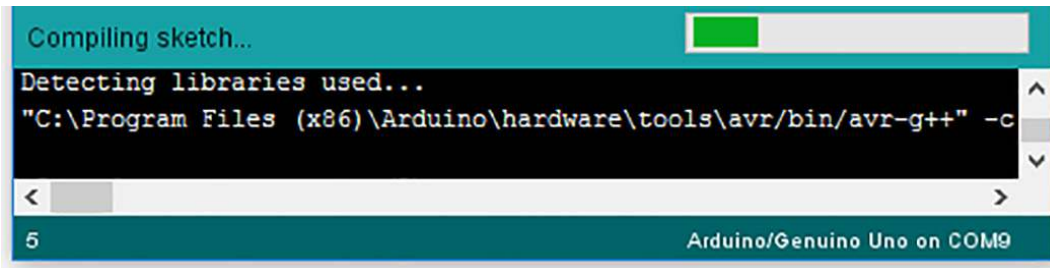 Compiling sketch...
Detecting libraries used...
"C:\Program Files (x86)\Arduino\hardware\tools\avr/bin/avr-g++" -c
5
Arduino/Genuino Uno on COM9